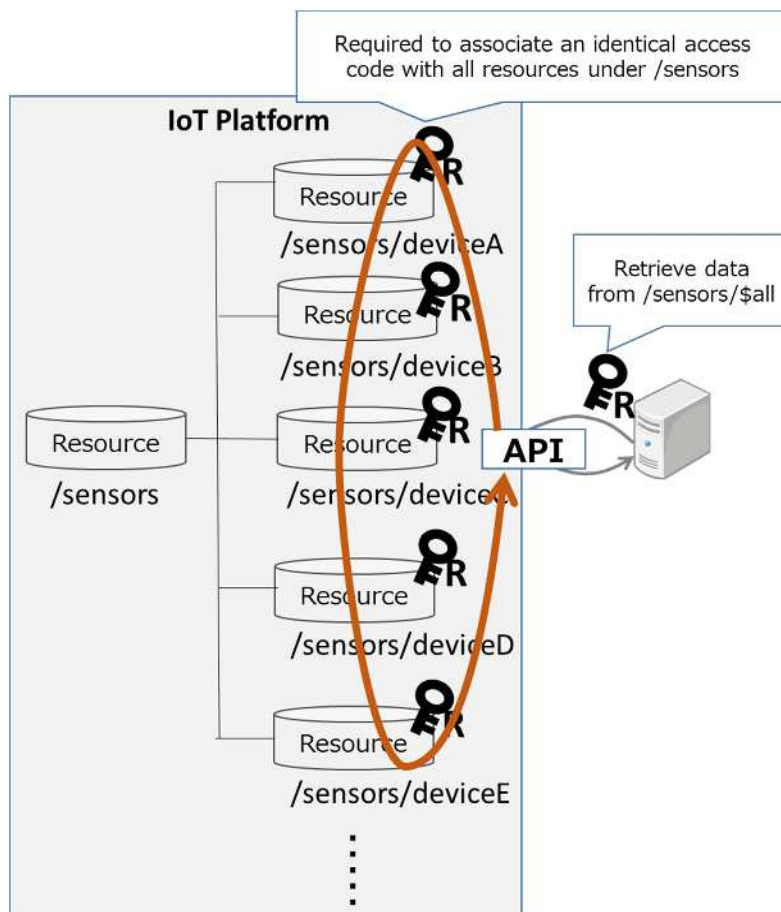 Required to associate an identical access
code with all resources under /sensors
IoT Platform
R
Resource
/sensors/deviceA
R
Resource
/sensors/deviceB
Retrieve data
from /sensors/$all
R
R
Resource
Resource
API
/sensors
/sensors/deviceC
R
Resource
/sensors/deviceD
R
Resource
/sensors/deviceE